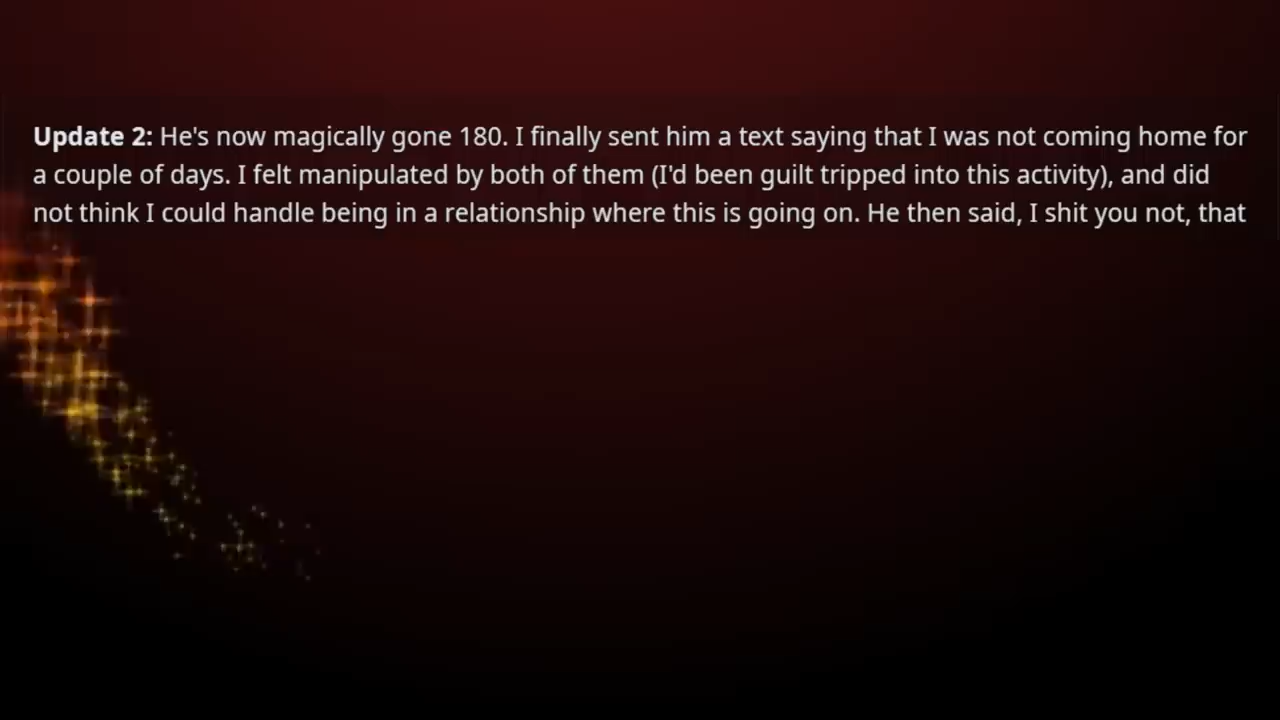 Update 2: He's now magically gone 180. I finally sent him a text saying that I was not coming home for
a couple of days. I felt manipulated by both of them (I'd been guilt tripped into this activity), and did
not think I could handle being in a relationship where this is going on. He then said, I shit you not, that